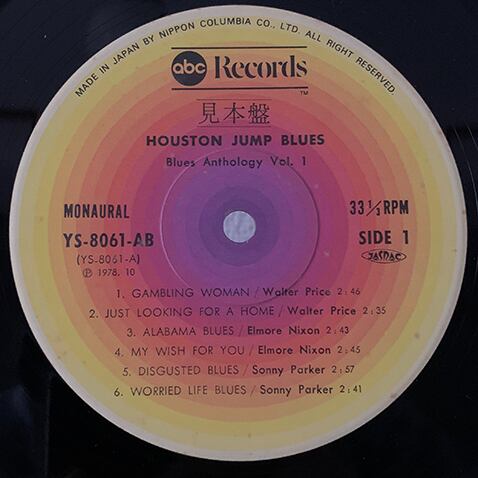 MADE IN JAPAN BY NIPPON COLUMBIA CO., LTD. ALL RIGHT RESERVED.
abc Records
TM
見本盤
HOUSTON JUMP BLUES
Blues Anthology Vol. 1
MONAURAL 33 1/3 RPM
YS-8061-AB SIDE 1
(YS-8061-A) JASRAC
Ⓟ 1978. 10
1. GAMBLING WOMAN / Walter Price 2:46
2. JUST LOOKING FOR A HOME / Walter Price 2:35
3. ALABAMA BLUES / Elmore Nixon 2:43
4. MY WISH FOR YOU / Elmore Nixon 2:45
5. DISGUSTED BLUES / Sonny Parker 2:57
6. WORRIED LIFE BLUES / Sonny Parker 2:41